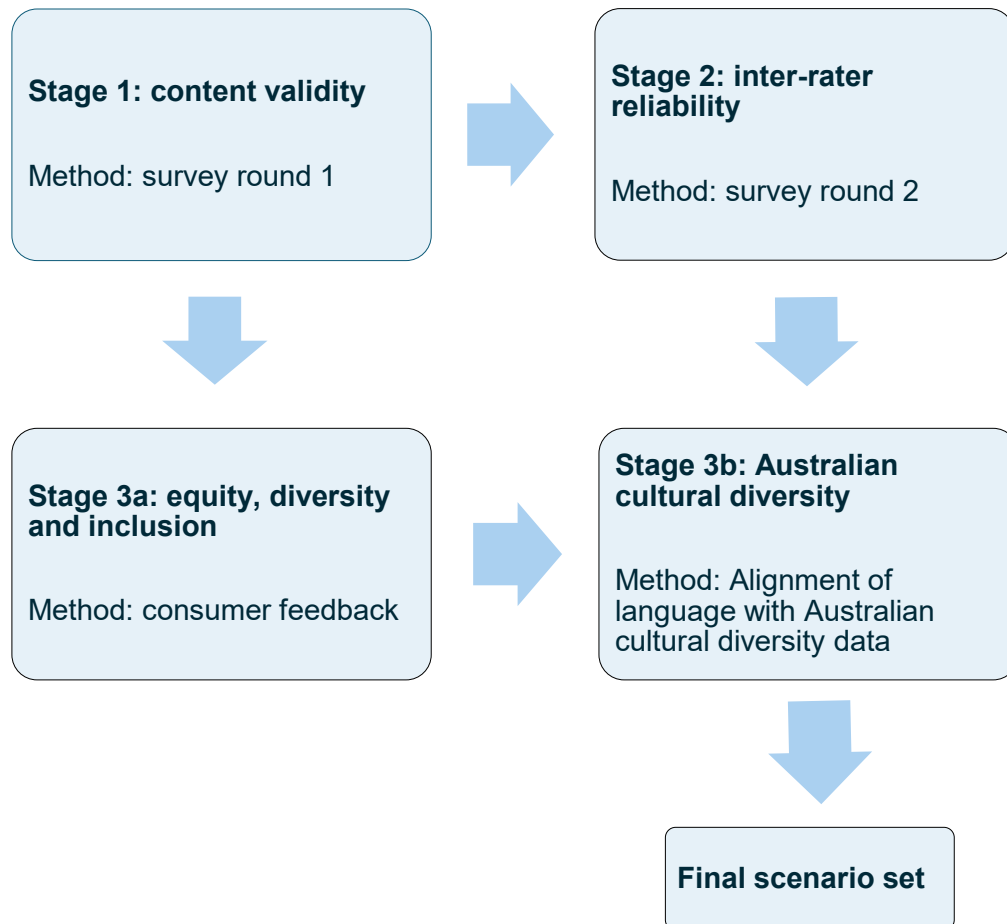 Stage 1: content validity
Method: survey round 1
Stage 2: inter-rater
reliability
Method: survey round 2
Stage 3a: equity, diversity
and inclusion
Method: consumer feedback
Stage 3b: Australian
cultural diversity
Method: Alignment of
language with Australian
cultural diversity data
Final scenario set